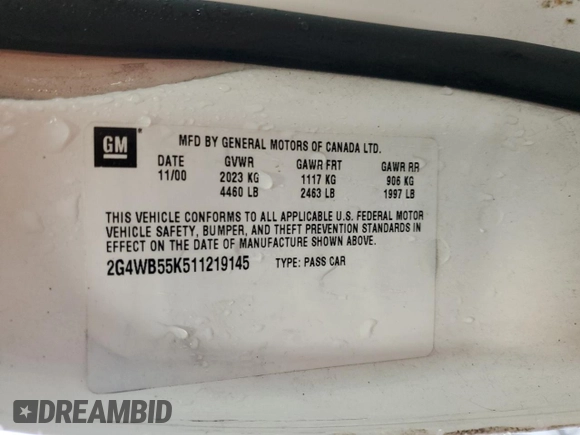 GM
MFD BY GENERAL MOTORS OF CANADA LTD.
DATE GVWR GAWR FRT GAWR RR
11/00 2023 KG 1117 KG 906 KG
4460 LB 2463 LB 1997 LB
THIS VEHICLE CONFORMS TO ALL APPLICABLE U.S. FEDERAL MOTOR
VEHICLE SAFETY, BUMPER, AND THEFT PREVENTION STANDARDS IN
EFFECT ON THE DATE OF MANUFACTURE SHOWN ABOVE.
2G4WB55K511219145 TYPE: PASS CAR
DREAMBID